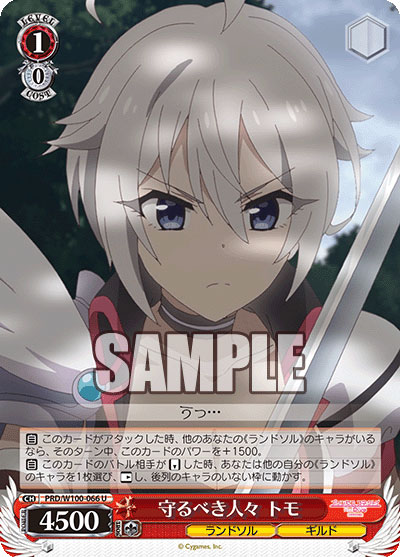 LEVEL
1
0
COST
SAMPLE
うっ…
自 このカードがアタックした時、他のあなたの《ランドソル》のキャラがいる
なら、そのターン中、このカードのパワーを+1500。
自 このカードのバトル相手が した時、あなたは他の自分の《ランドソル》
のキャラを1枚選び、 し、後列のキャラのいない枠に動かす。
CH PRD/W100-066 U
4500
守るべき人々 トモ
ランドソル ギルド
© Cygames, Inc.